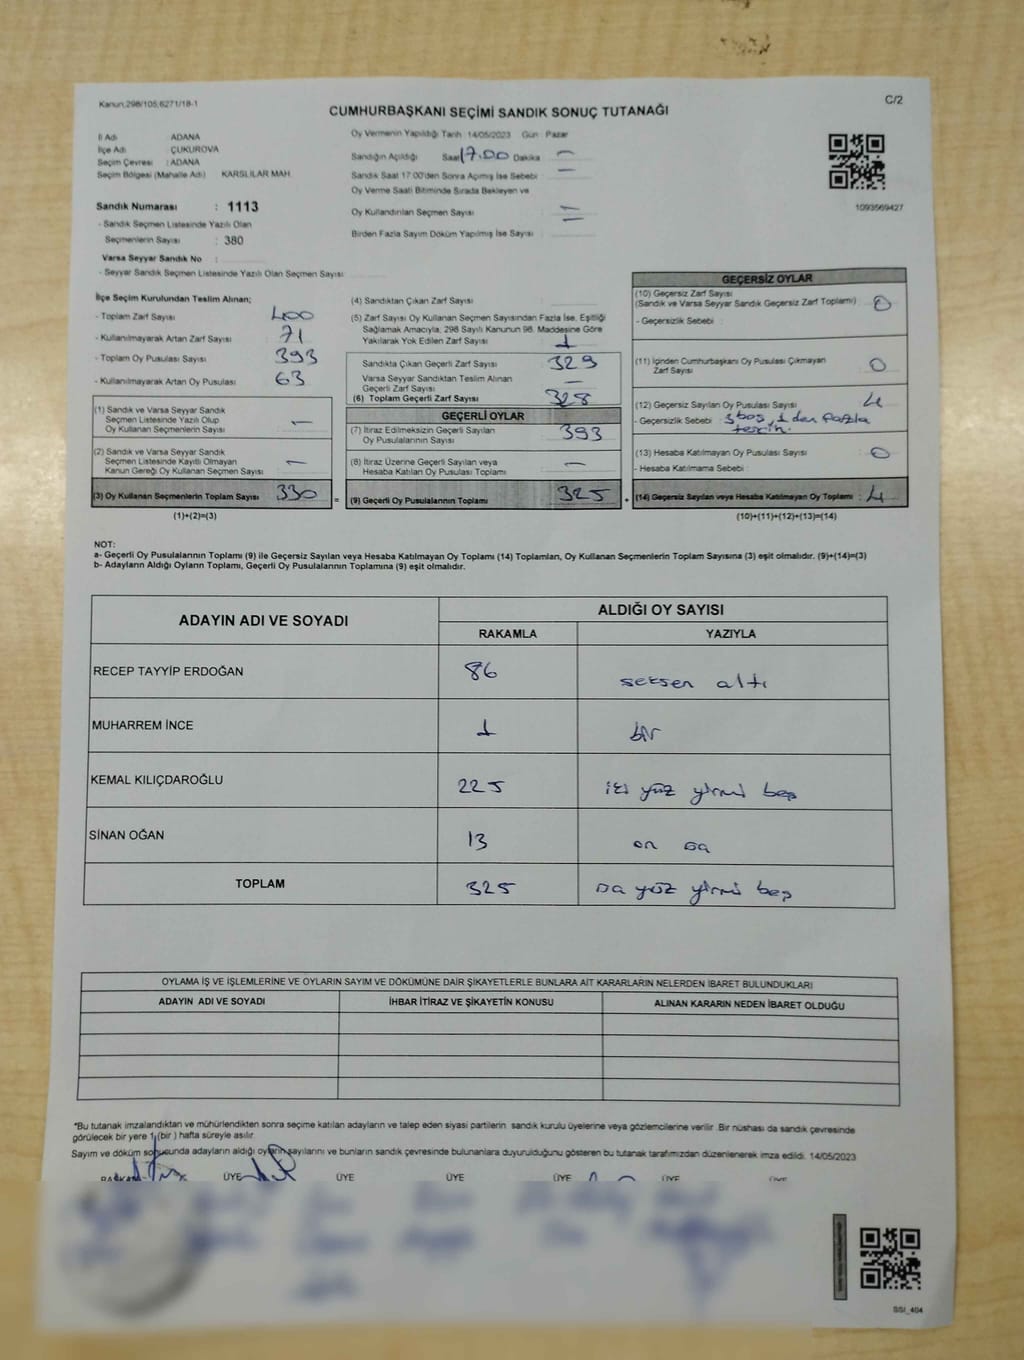 Kanun:298/105,6271/18-1
C/2
CUMHURBAŞKANI SEÇİMİ SANDIK SONUÇ TUTANAĞI
İl Adı : ADANA
İlçe Adı : ÇUKUROVA
Seçim Çevresi : ADANA
Seçim Bölgesi (Mahalle Adı) : KARSLILAR MAH.
Sandık Numarası : 1113
- Sandık Seçmen Listesinde Yazılı Olan
Seçmenlerin Sayısı : 380
Varsa Seyyar Sandık No :
- Seyyar Sandık Seçmen Listesinde Yazılı Olan Seçmen Sayısı :
Oy Vermenin Yapıldığı Tarih : 14/05/2023 Gün : Pazar
Sandığın Açıldığı Saat 17.00 Dakika —
Sandık Saat 17:00'den Sonra Açılmış İse Sebebi : —
Oy Verme Saati Bitiminde Sırada Bekleyen ve
Oy Kullandırılan Seçmen Sayısı : —
Birden Fazla Sayım Döküm Yapılmış İse Sayısı : —
1093569427
İlçe Seçim Kurulundan Teslim Alınan;
- Toplam Zarf Sayısı : 400
- Kullanılmayarak Artan Zarf Sayısı : 71
- Toplam Oy Pusulası Sayısı : 393
- Kullanılmayarak Artan Oy Pusulası : 63
(1) Sandık ve Varsa Seyyar Sandık
Seçmen Listesinde Yazılı Olup
Oy Kullanan Seçmenlerin Sayısı : —
(2) Sandık ve Varsa Seyyar Sandık
Seçmen Listesinde Kayıtlı Olmayan
Kanun Gereği Oy Kullanan Seçmen Sayısı : —
(3) Oy Kullanan Seçmenlerin Toplam Sayısı : 330
(1)+(2)=(3)
(4) Sandıktan Çıkan Zarf Sayısı :
(5) Zarf Sayısı Oy Kullanan Seçmen Sayısından Fazla İse, Eşitliği
Sağlamak Amacıyla, 298 Sayılı Kanunun 98. Maddesine Göre
Yakılarak Yok Edilen Zarf Sayısı : 1
Sandıkta Çıkan Geçerli Zarf Sayısı : 329
Varsa Seyyar Sandıktan Teslim Alınan
Geçerli Zarf Sayısı : —
(6) Toplam Geçerli Zarf Sayısı : 328
GEÇERLİ OYLAR
(7) İtiraz Edilmeksizin Geçerli Sayılan
Oy Pusulalarının Sayısı : 393
(8) İtiraz Üzerine Geçerli Sayılan veya
Hesaba Katılan Oy Pusulası Toplamı : —
= (9) Geçerli Oy Pusulalarının Toplamı : 325 +
GEÇERSİZ OYLAR
(10) Geçersiz Zarf Sayısı
(Sandık ve Varsa Seyyar Sandık Geçersiz Zarf Toplamı) : 0
- Geçersizlik Sebebi :
(11) İçinden Cumhurbaşkanı Oy Pusulası Çıkmayan
Zarf Sayısı : 0
(12) Geçersiz Sayılan Oy Pusulası Sayısı : 4
- Geçersizlik Sebebi : 3 boş, 1 den fazla
tercih.
(13) Hesaba Katılmayan Oy Pusulası Sayısı : 0
- Hesaba Katılmama Sebebi :
(14) Geçersiz Sayılan veya Hesaba Katılmayan Oy Toplamı : 4
(10)+(11)+(12)+(13)=(14)
NOT:
a- Geçerli Oy Pusulalarının Toplamı (9) ile Geçersiz Sayılan veya Hesaba Katılmayan Oy Toplamı (14) Toplamları, Oy Kullanan Seçmenlerin Toplam Sayısına (3) eşit olmalıdır. (9)+(14)=(3)
b- Adayların Aldığı Oyların Toplamı, Geçerli Oy Pusulalarının Toplamına (9) eşit olmalıdır.
ADAYIN ADI VE SOYADI
ALDIĞI OY SAYISI
RAKAMLA YAZIYLA
RECEP TAYYİP ERDOĞAN 86 seksen altı
MUHARREM İNCE 1 bir
KEMAL KILIÇDAROĞLU 225 iki yüz yirmi beş
SİNAN OĞAN 13 on üç
TOPLAM 325 üç yüz yirmi beş
OYLAMA İŞ VE İŞLEMLERİNE VE OYLARIN SAYIM VE DÖKÜMÜNE DAİR ŞİKAYETLERLE BUNLARA AİT KARARLARIN NELERDEN İBARET BULUNDUKLARI
ADAYIN ADI VE SOYADI İHBAR İTİRAZ VE ŞİKAYETİN KONUSU ALINAN KARARIN NEDEN İBARET OLDUĞU
*Bu tutanak imzalandıktan ve mühürlendikten sonra seçime katılan adayların ve talep eden siyasi partilerin sandık kurulu üyelerine veya gözlemcilerine verilir. Bir nüshası da sandık çevresinde
görülecek bir yere 1 (bir ) hafta süreyle asılır.
Sayım ve döküm sonucunda adayların aldığı oyların sayılarını ve bunların sandık çevresinde bulunanlara duyurulduğunu gösteren bu tutanak tarafımızdan düzenlenerek imza edildi. 14/05/2023
BAŞKAN ÜYE ÜYE ÜYE ÜYE ÜYE ÜYE
SSI_404